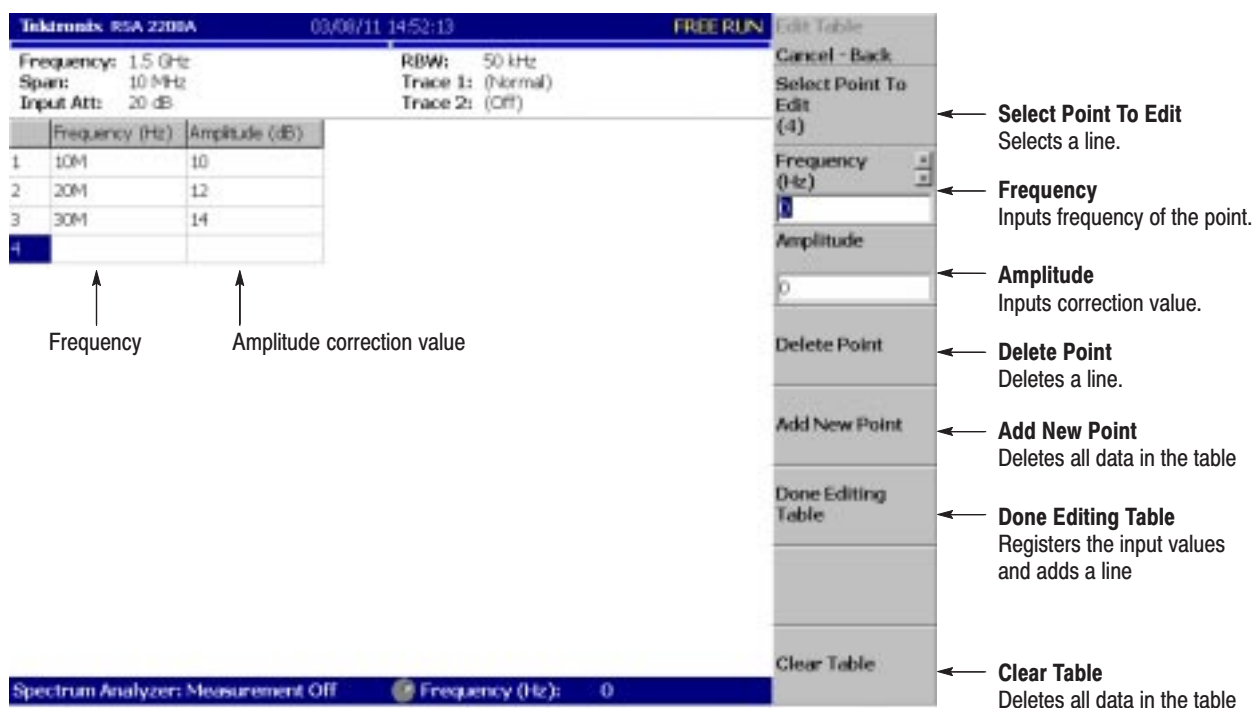 Tektronix RSA 2200A 03/08/11 14:52:13 FREE RUN
Frequency: 1.5 GHz RBW: 50 kHz
Span: 10 MHz Trace 1: (Normal)
Input Att: 20 dB Trace 2: (Off)
Frequency (Hz) Amplitude (dB)
1 10M 10
2 20M 12
3 30M 14
4
Frequency
Amplitude correction value
Spectrum Analyzer: Measurement Off Frequency (Hz): 0
Edit Table
Cancel - Back
Select Point To
Edit
(4)
Frequency
(Hz)
0
Amplitude
0
Delete Point
Add New Point
Done Editing
Table
Clear Table
Select Point To Edit
Selects a line.
Frequency
Inputs frequency of the point.
Amplitude
Inputs correction value.
Delete Point
Deletes a line.
Add New Point
Deletes all data in the table
Done Editing Table
Registers the input values
and adds a line
Clear Table
Deletes all data in the table